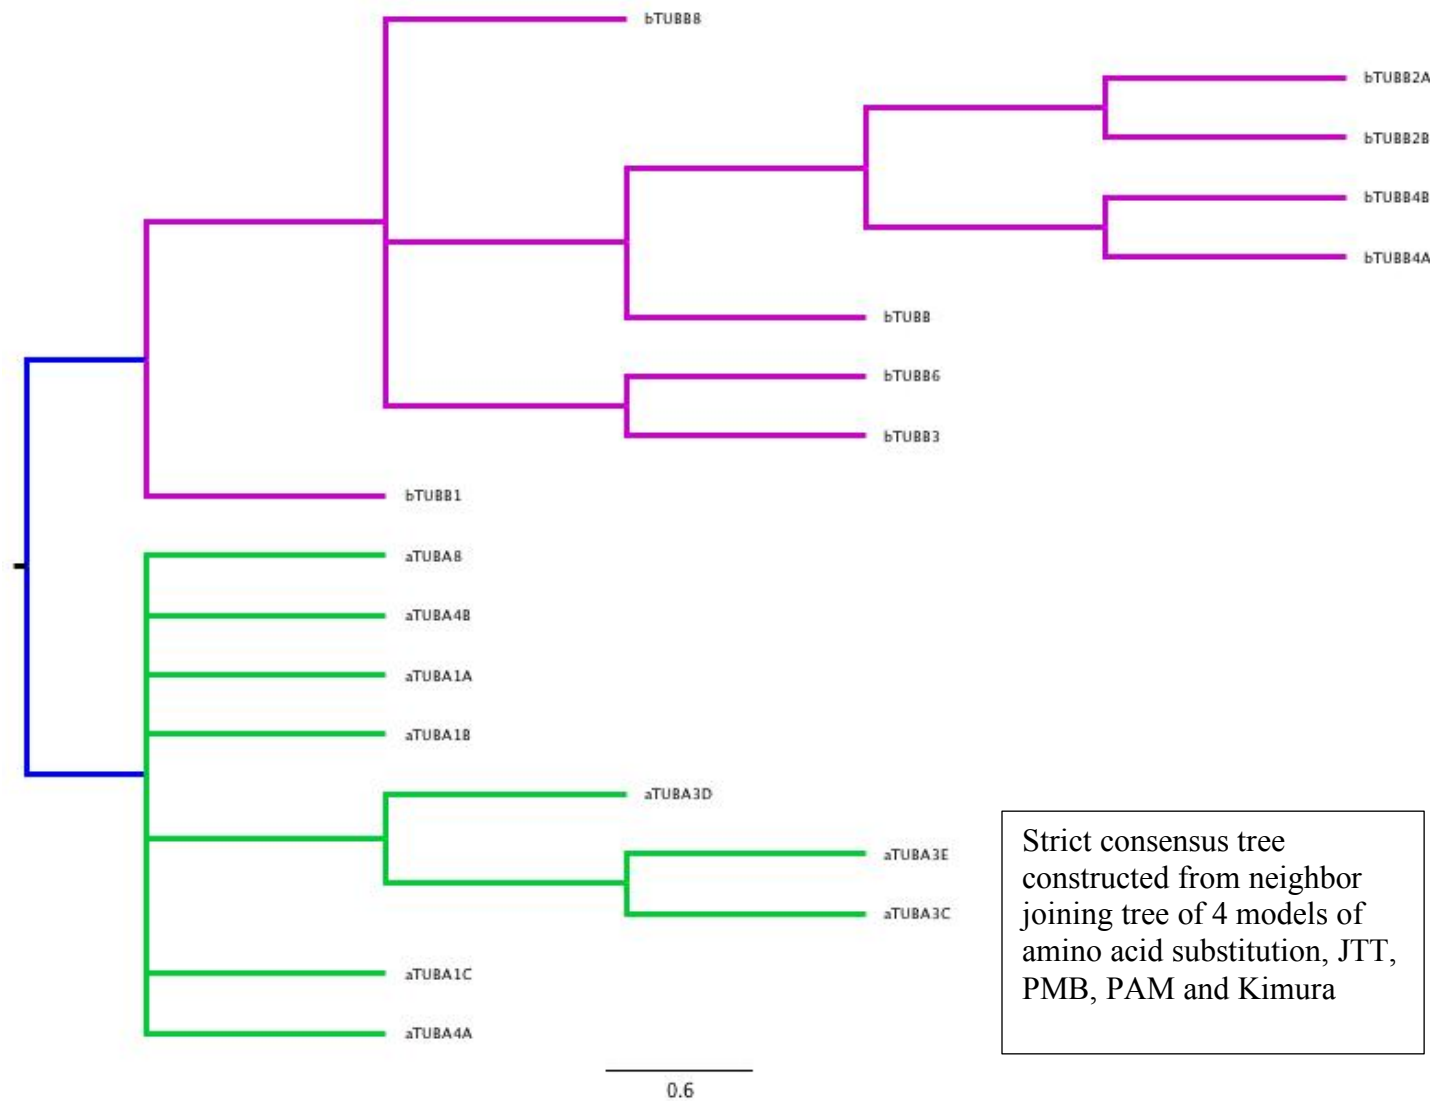 bTUBB8
bTUBB2A
bTUBB2B
bTUBB4B
bTUBB4A
bTUBB
bTUBB6
bTUBB3
bTUBB1
aTUBA8
aTUBA4B
aTUBA1A
aTUBA1B
aTUBA3D
aTUBA3E
aTUBA3C
aTUBA1C
aTUBA4A
Strict consensus tree
constructed from neighbor
joining tree of 4 models of
amino acid substitution, JTT,
PMB, PAM and Kimura
0.6